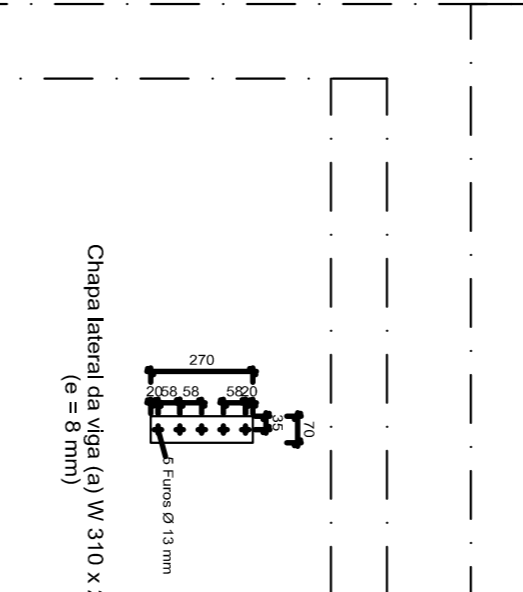 270
20 58 58 58 20
35
70
5 Furos Ø 13 mm
Chapa lateral da viga (a) W 310 x
(e = 8 mm)